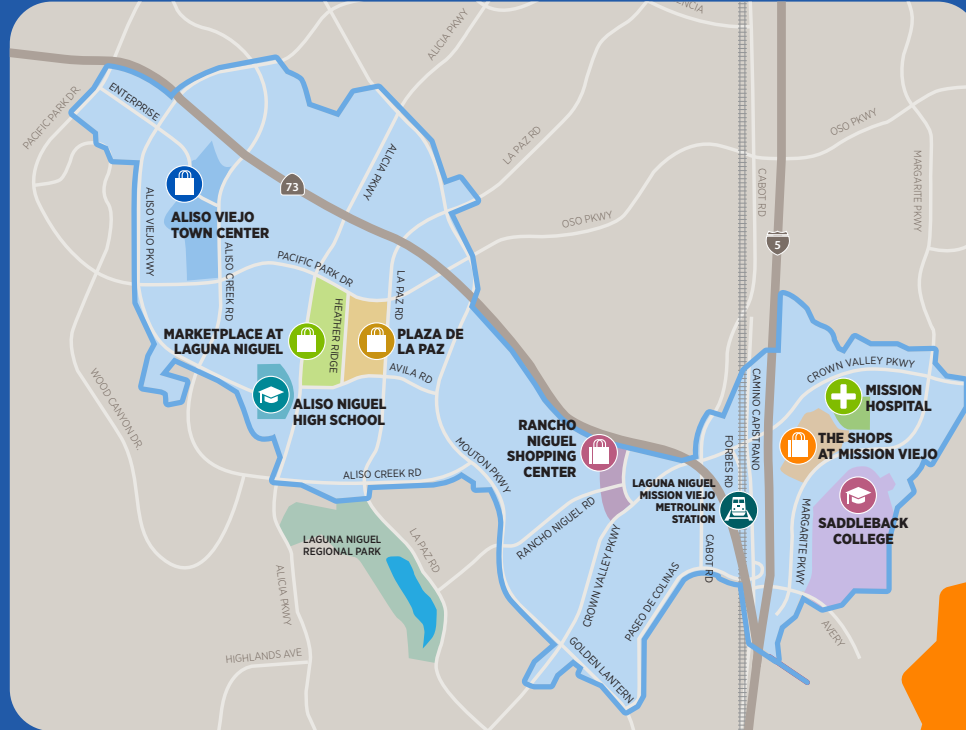 ENCIA
ALICIA PKWY
PACIFIC PARK DR.
ENTERPRISE
LA PAZ RD
OSO PKWY
MARGARITE PKWY
ALICIA PKWY
CABOT RD
73
ALISO VIEJO
TOWN CENTER
ALISO VIEJO PKWY
OSO PKWY
5
ALISO CREEK RD
PACIFIC PARK DR
LA PAZ RD
HEATHER RIDGE
MARKETPLACE AT
LAGUNA NIGUEL
PLAZA DE
LA PAZ
AVILA RD
WOOD CANYON DR.
ALISO NIGUEL
HIGH SCHOOL
CROWN VALLEY PKWY
MISSION
HOSPITAL
CAMINO CAPISTRANO
THE SHOPS
AT MISSION VIEJO
RANCHO
NIGUEL
SHOPPING
CENTER
FORBES RD
MOUTON PKWY
ALISO CREEK RD
LAGUNA NIGUEL
MISSION VIEJO
METROLINK
STATION
SADDLEBACK
COLLEGE
MARGARITE PKWY
RANCHO NIGUEL RD
LAGUNA NIGUEL
REGIONAL PARK
LA PAZ RD
CROWN VALLEY PKWY
CABOT RD
PASEO DE COLINAS
ALICIA PKWY
AVERY
HIGHLANDS AVE
GOLDEN LANTERN